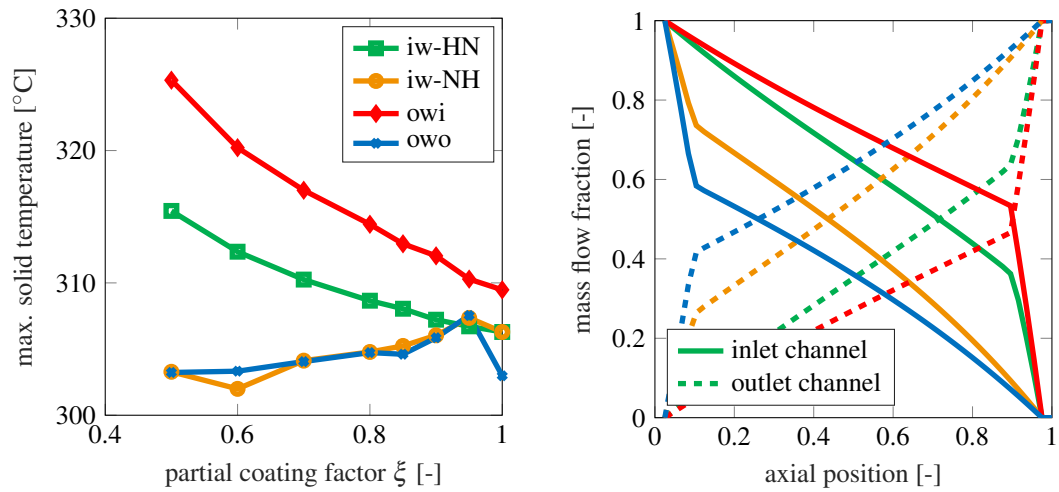 330
320
310
300
0.4
0.6
0.8
1
max. solid temperature [°C]
partial coating factor ξ [-]
iw-HN
iw-NH
owi
owo
1
0.8
0.6
0.4
0.2
0
0
0.2
0.4
0.6
0.8
1
mass flow fraction [-]
axial position [-]
inlet channel
outlet channel